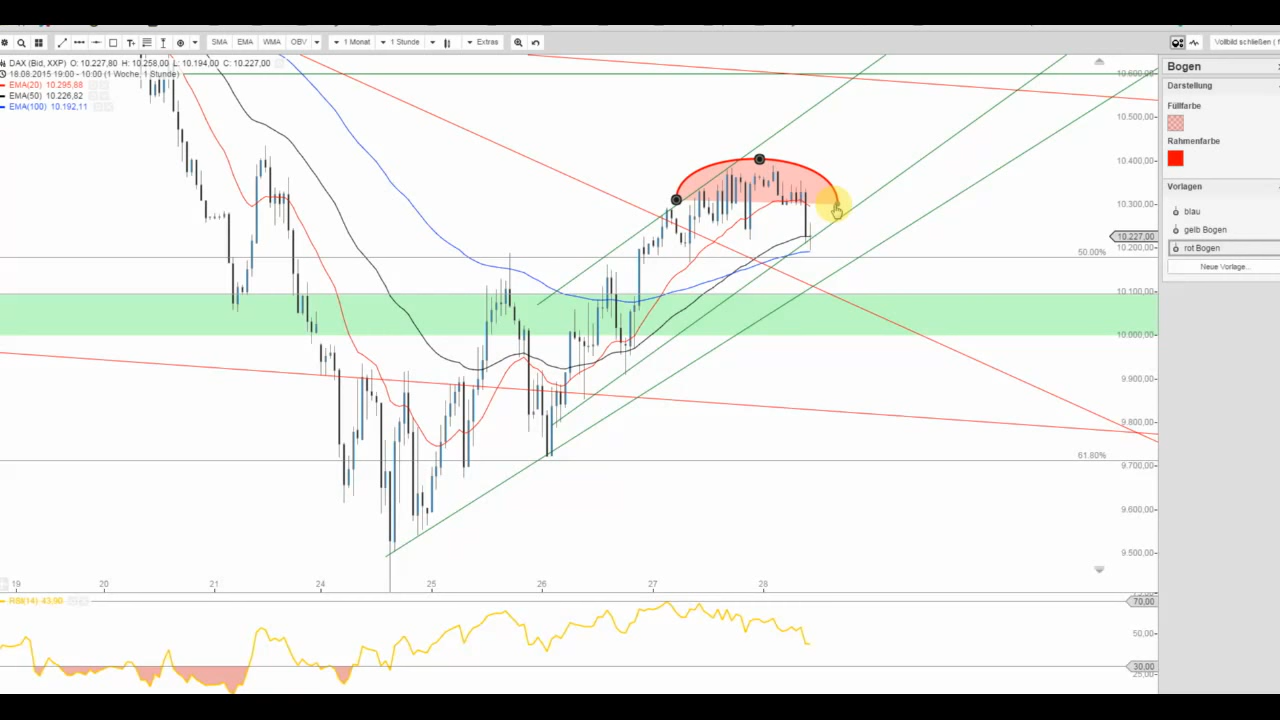 SMA EMA WMA OBV 1 Monat 1 Stunde Extras Vollbild schließen
DAX (Bid, XXP) O: 10.227,80 H: 10.258,00 L: 10.194,00 C: 10.227,00
18.08.2015 19:00 - 10:00 (1 Woche, 1 Stunde)
EMA(20) 10.295,88
EMA(50) 10.226,82
EMA(100) 10.192,11
10.600,00
10.500,00
10.400,00
10.300,00
10.227,00
10.200,00
50.00%
10.100,00
10.000,00
9.900,00
9.800,00
61.80%
9.700,00
9.600,00
9.500,00
19 20 21 24 25 26 27 28
RSI(14) 43,90
70,00
50,00
30,00
25,00
Bogen
Darstellung
Füllfarbe
Rahmenfarbe
Vorlagen
blau
gelb Bogen
rot Bogen
Neue Vorlage...